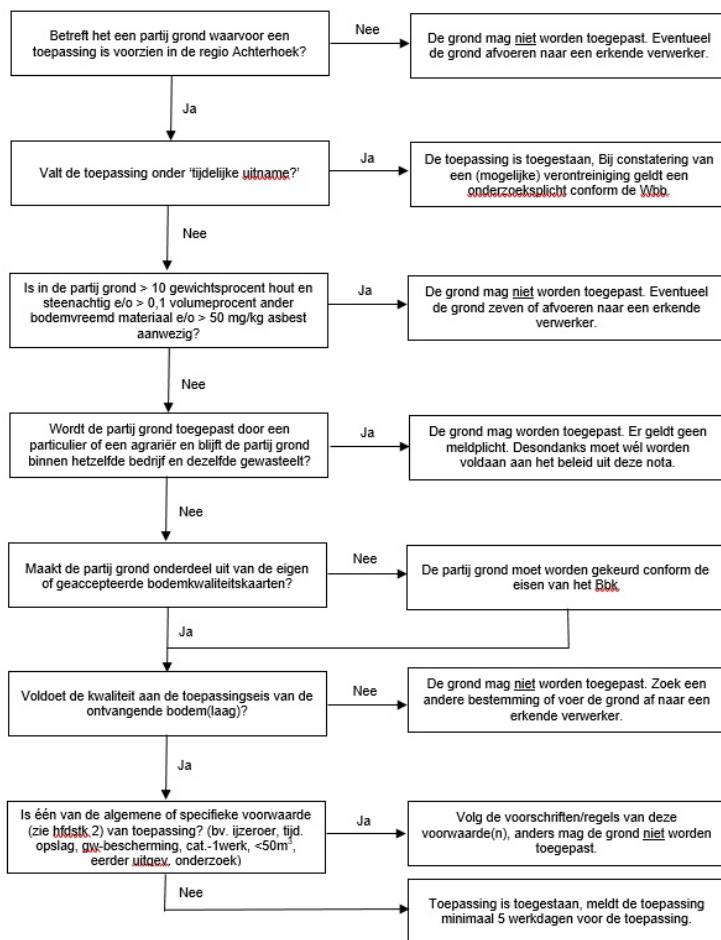 Betreft het een partij grond waarvoor een
toepassing is voorzien in de regio Achterhoek?
Nee
De grond mag niet worden toegepast. Eventueel
de grond afvoeren naar een erkende verwerker.
Ja
Valt de toepassing onder ‘tijdelijke uitname?’
Ja
De toepassing is toegestaan, Bij constatering van
een (mogelijke) verontreiniging geldt een
onderzoeksplicht conform de Wbb.
Nee
Is in de partij grond > 10 gewichtsprocent hout en
steenachtig e/o > 0,1 volumeprocent ander
bodemvreemd materiaal e/o > 50 mg/kg asbest
aanwezig?
Ja
De grond mag niet worden toegepast. Eventueel
de grond zeven of afvoeren naar een erkende
verwerker.
Nee
Wordt de partij grond toegepast door een
particulier of een agrariër en blijft de partij grond
binnen hetzelfde bedrijf en dezelfde gewasteelt?
Ja
De grond mag worden toegepast. Er geldt geen
meldplicht. Desondanks moet wél worden
voldaan aan het beleid uit deze nota.
Nee
Maakt de partij grond onderdeel uit van de eigen
of geaccepteerde bodemkwaliteitskaarten?
Nee
De partij grond moet worden gekeurd conform de
eisen van het Bbk.
Ja
Voldoet de kwaliteit aan de toepassingseis van de
ontvangende bodem(laag)?
Nee
De grond mag niet worden toegepast. Zoek een
andere bestemming of voer de grond af naar een
erkende verwerker.
Ja
Is één van de algemene of specifieke voorwaarde
(zie hfdstk 2) van toepassing? (bv. ijzeroer, tijd.
opslag, gw-bescherming, cat.-1werk, <50m³,
eerder uitgev. onderzoek)
Ja
Volg de voorschriften/regels van deze
voorwaarde(n), anders mag de grond niet worden
toegepast.
Nee
Toepassing is toegestaan, meldt de toepassing
minimaal 5 werkdagen voor de toepassing.